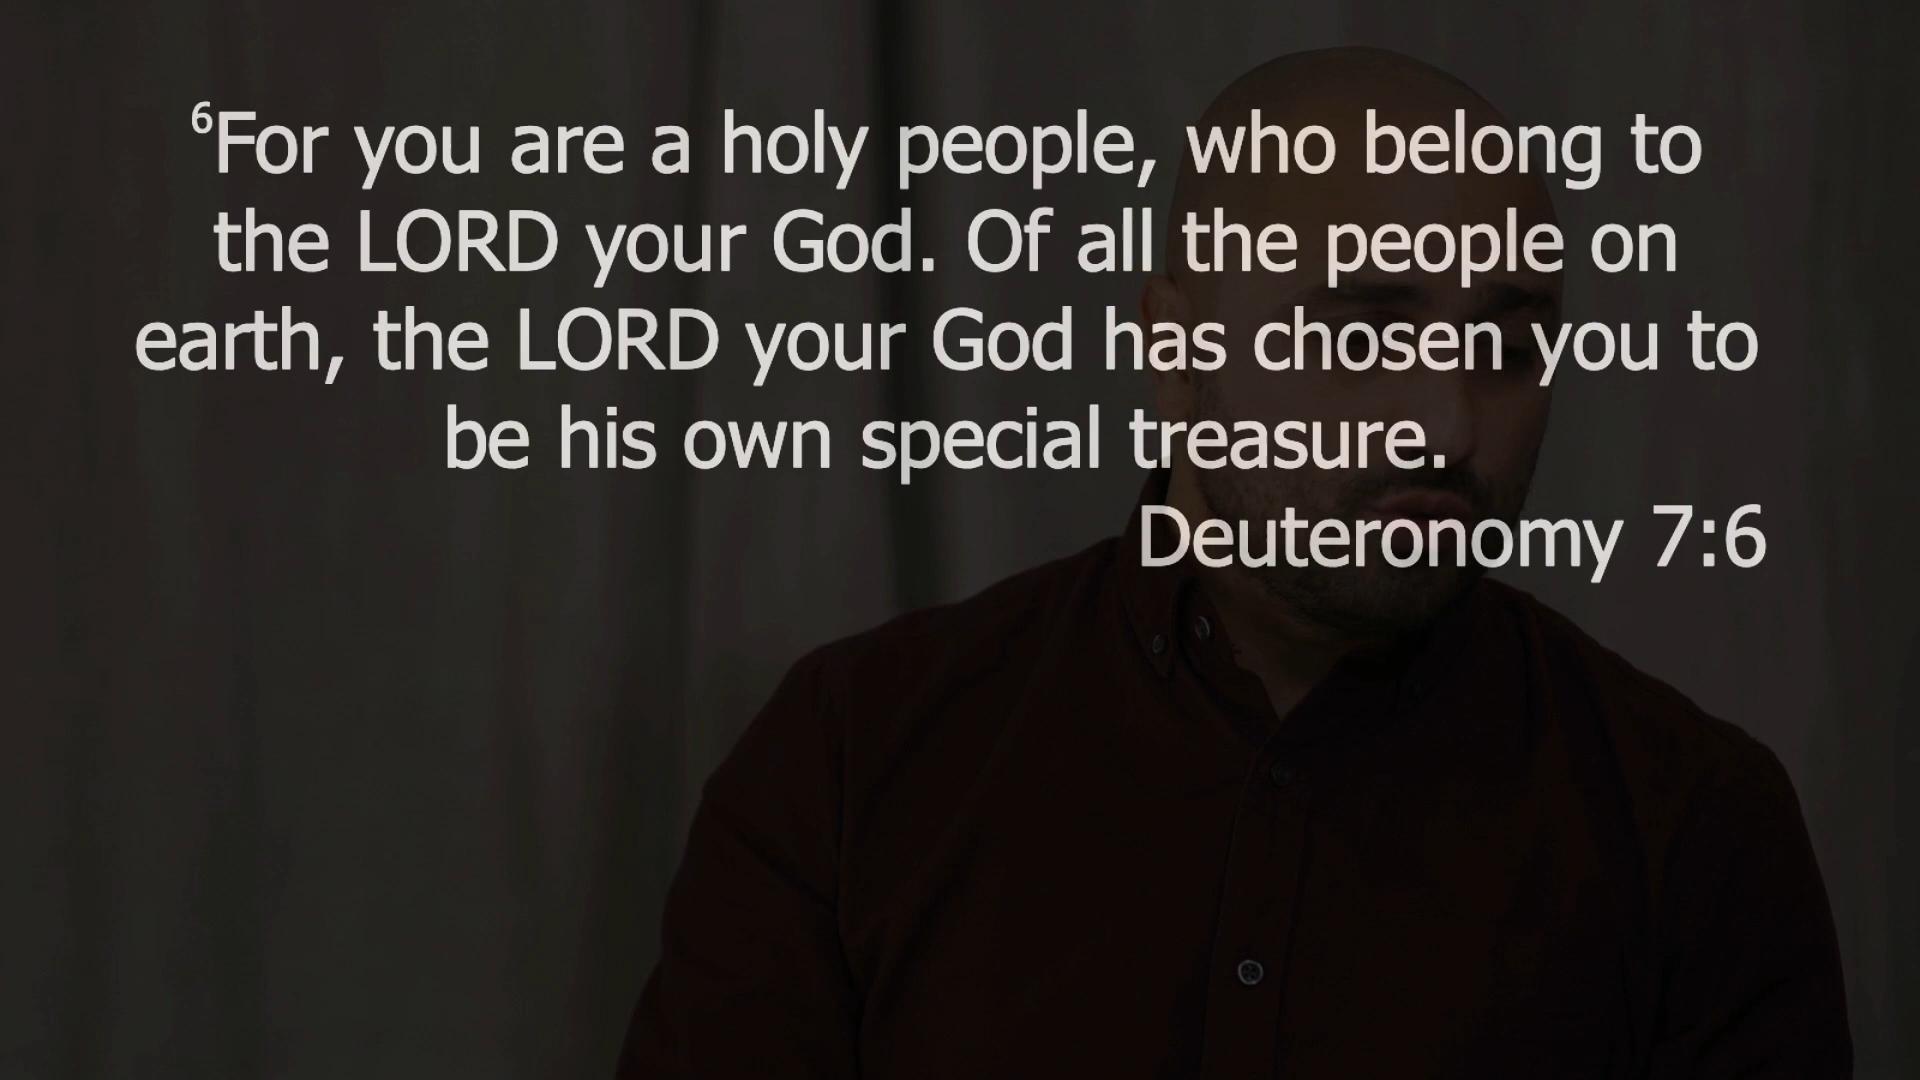 ⁶For you are a holy people, who belong to
the LORD your God. Of all the people on
earth, the LORD your God has chosen you to
be his own special treasure.
Deuteronomy 7:6